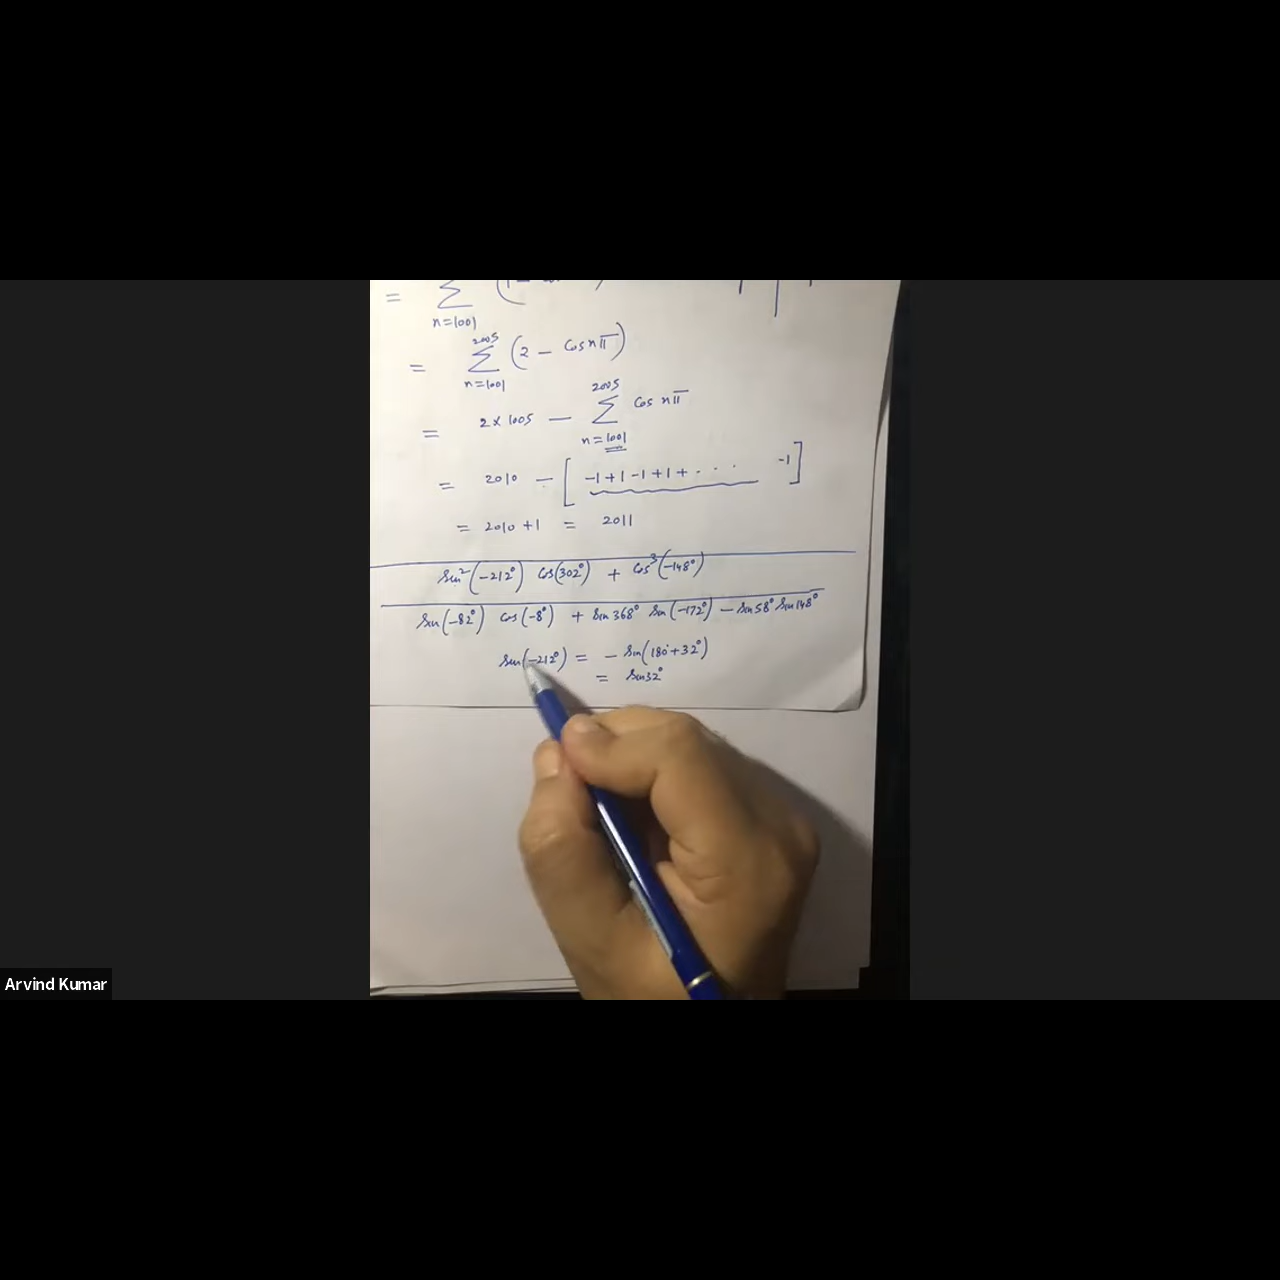 = Σ
n=1001
= 2005 Σ n=1001 (2 – cos nπ)
= 2×1005 – 2005 Σ n=1001 cos nπ
= 2010 – [ -1+1-1+1+ . . . -1 ]
= 2010 +1 = 2011
sin²(-212°) cos(302°) + cos³(-148°)
sin(-82°) cos(-8°) + sin 368° sin(-172°) – sin 58° sin 148°
sin(-212°) = – sin(180°+32°)
= sin32°
Arvind Kumar